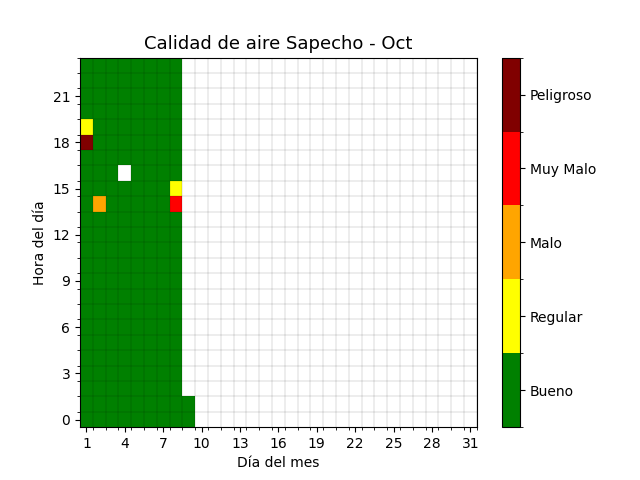 Calidad de aire Sapecho - Oct
Hora del día
21
18
15
12
9
6
3
0
1 4 7 10 13 16 19 22 25 28 31
Día del mes
Peligroso
Muy Malo
Malo
Regular
Bueno